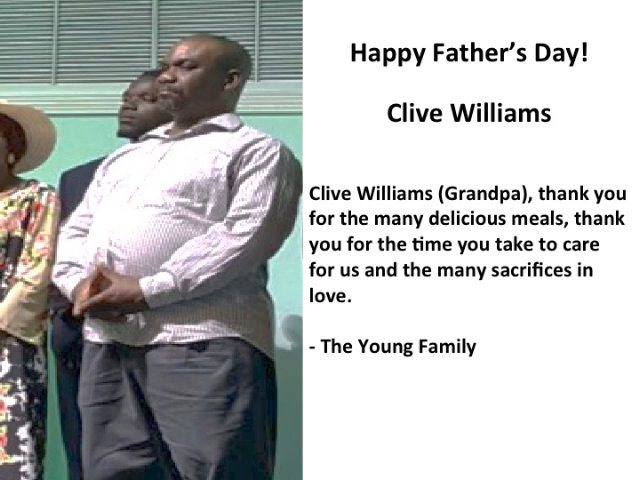 Happy Father’s Day!
Clive Williams
Clive Williams (Grandpa), thank you
for the many delicious meals, thank
you for the time you take to care
for us and the many sacrifices in
love.
- The Young Family